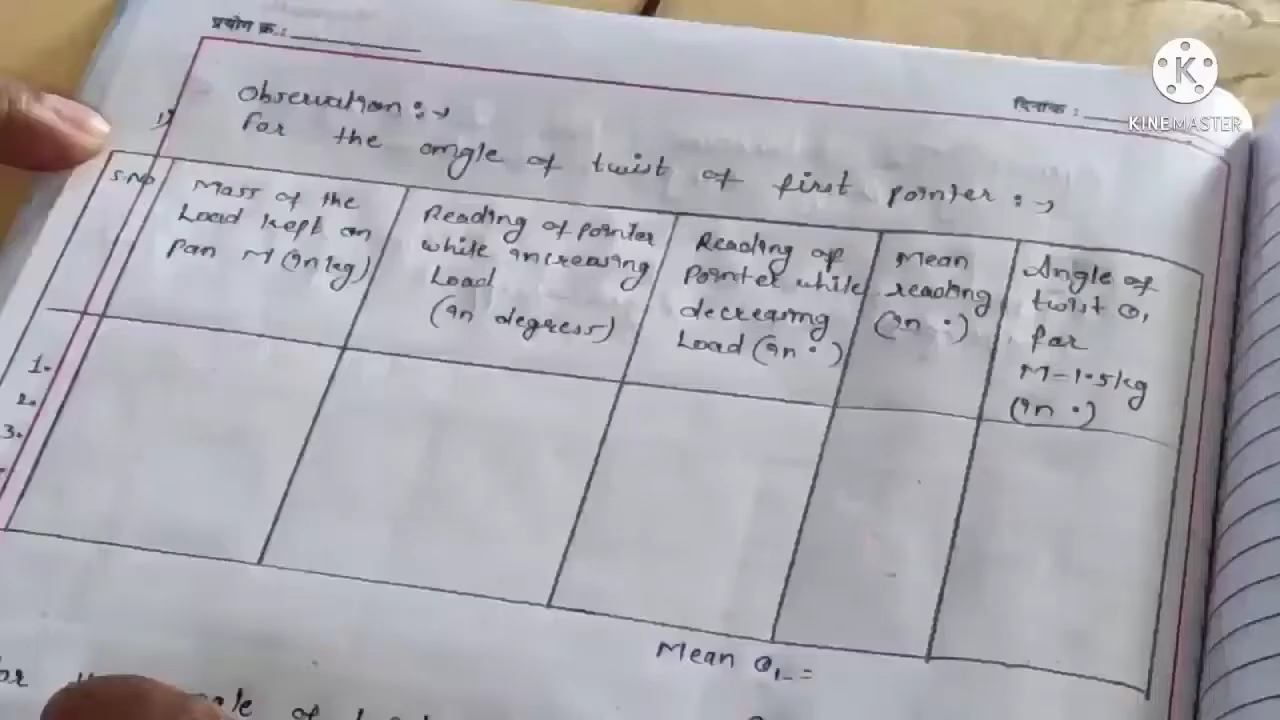 प्रयोग क्र.:
दिनांक :
KINEMASTER
Observation :→
1)
for the angle of twist of first pointer :→
S.No
Mass of the
Load kept on
pan M (in kg)
Reading of pointer
while increasing
Load
(in degress)
Reading of
pointer while
decreasing
Load (in °)
Mean
reading
(in °)
Angle of
twist θ₁
for
M-1.5kg
(in °)
1.
2.
3.
Mean θ₁ =
of